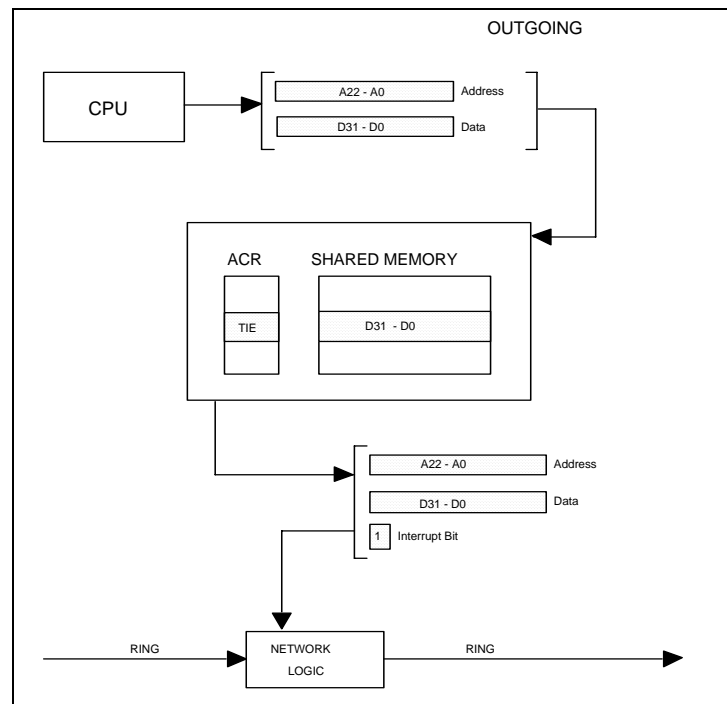 OUTGOING
CPU
A22 - A0 Address
D31 - D0 Data
ACR SHARED MEMORY
TIE D31 - D0
A22 - A0 Address
D31 - D0 Data
1 Interrupt Bit
RING NETWORK RING
LOGIC